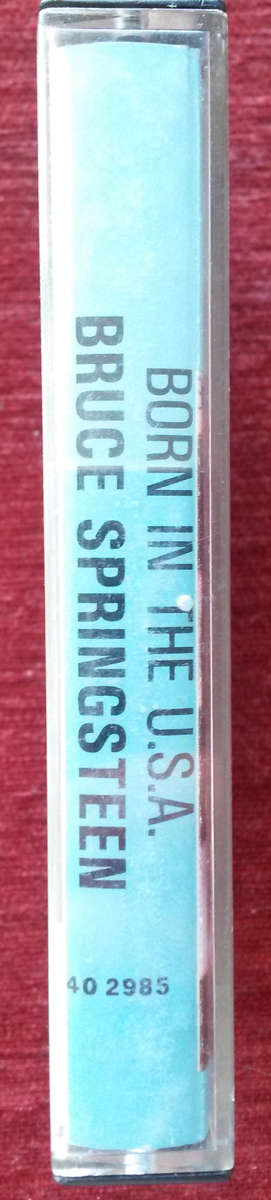 BORN IN THE U.S.A.
BRUCE SPRINGSTEEN
40 2985